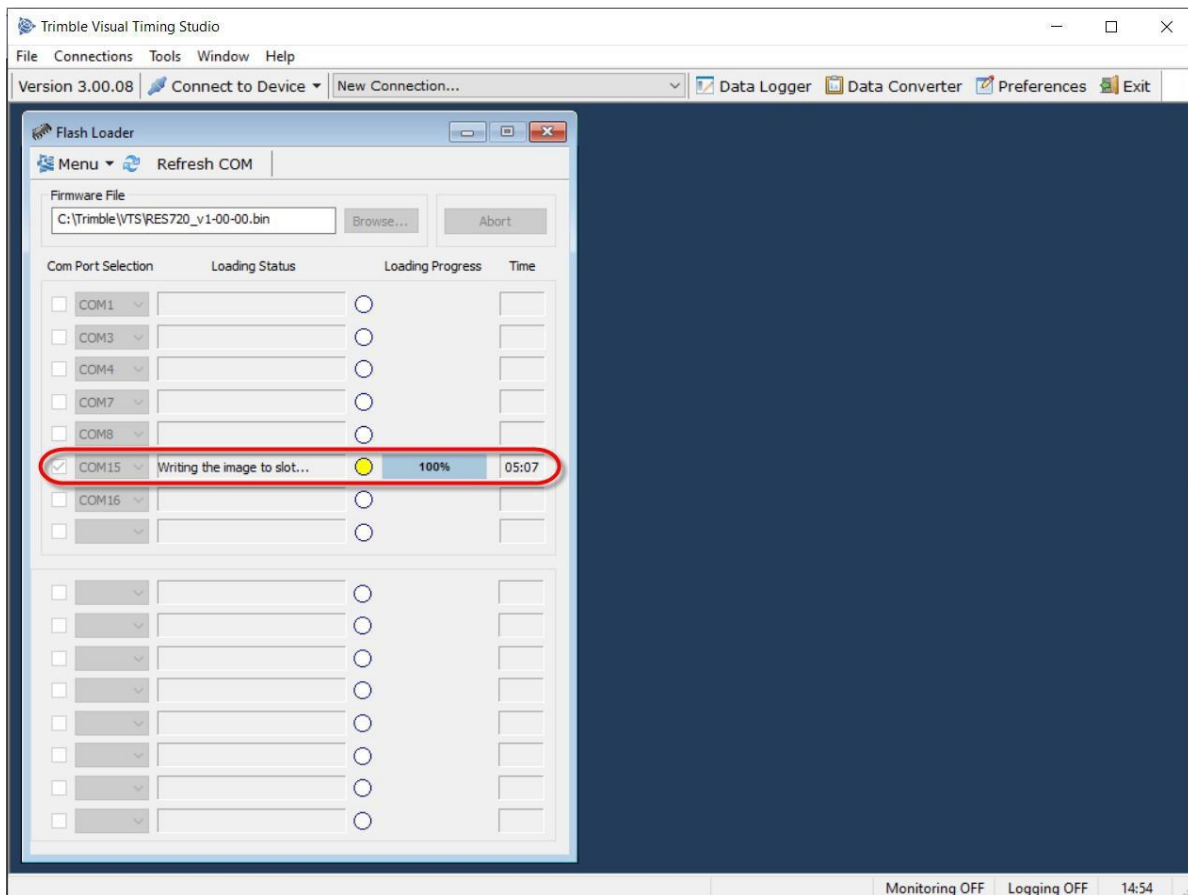 Trimble Visual Timing Studio
File Connections Tools Window Help
Version 3.00.08 Connect to Device New Connection... Data Logger Data Converter Preferences Exit
Flash Loader
Menu Refresh COM
Firmware File
C:\Trimble\VTS\RES720_v1-00-00.bin Browse... Abort
Com Port Selection Loading Status Loading Progress Time
COM1
COM3
COM4
COM7
COM8
COM15 Writing the image to slot... 100% 05:07
COM16
Monitoring OFF Logging OFF 14:54